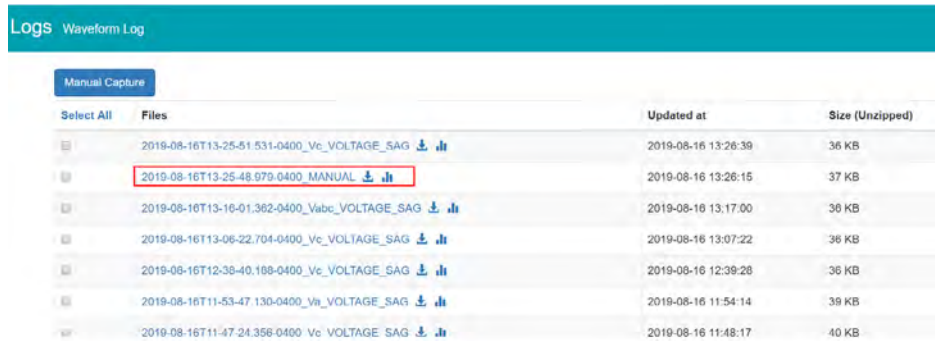 Logs Waveform Log
Manual Capture
Select All Files Updated at Size (Unzipped)
2019-08-16T13-25-51.531-0400_Vc_VOLTAGE_SAG 2019-08-16 13:26:39 36 KB
2019-08-16T13-25-48.979-0400_MANUAL 2019-08-16 13:26:15 37 KB
2019-08-16T13-16-01.362-0400_Vabc_VOLTAGE_SAG 2019-08-16 13:17:00 36 KB
2019-08-16T13-06-22.704-0400_Vc_VOLTAGE_SAG 2019-08-16 13:07:22 36 KB
2019-08-16T12-38-40.188-0400_Vc_VOLTAGE_SAG 2019-08-16 12:39:28 36 KB
2019-08-16T11-53-47.130-0400_Va_VOLTAGE_SAG 2019-08-16 11:54:14 39 KB
2019-08-16T11-47-24.356-0400_Vc_VOLTAGE_SAG 2019-08-16 11:48:17 40 KB